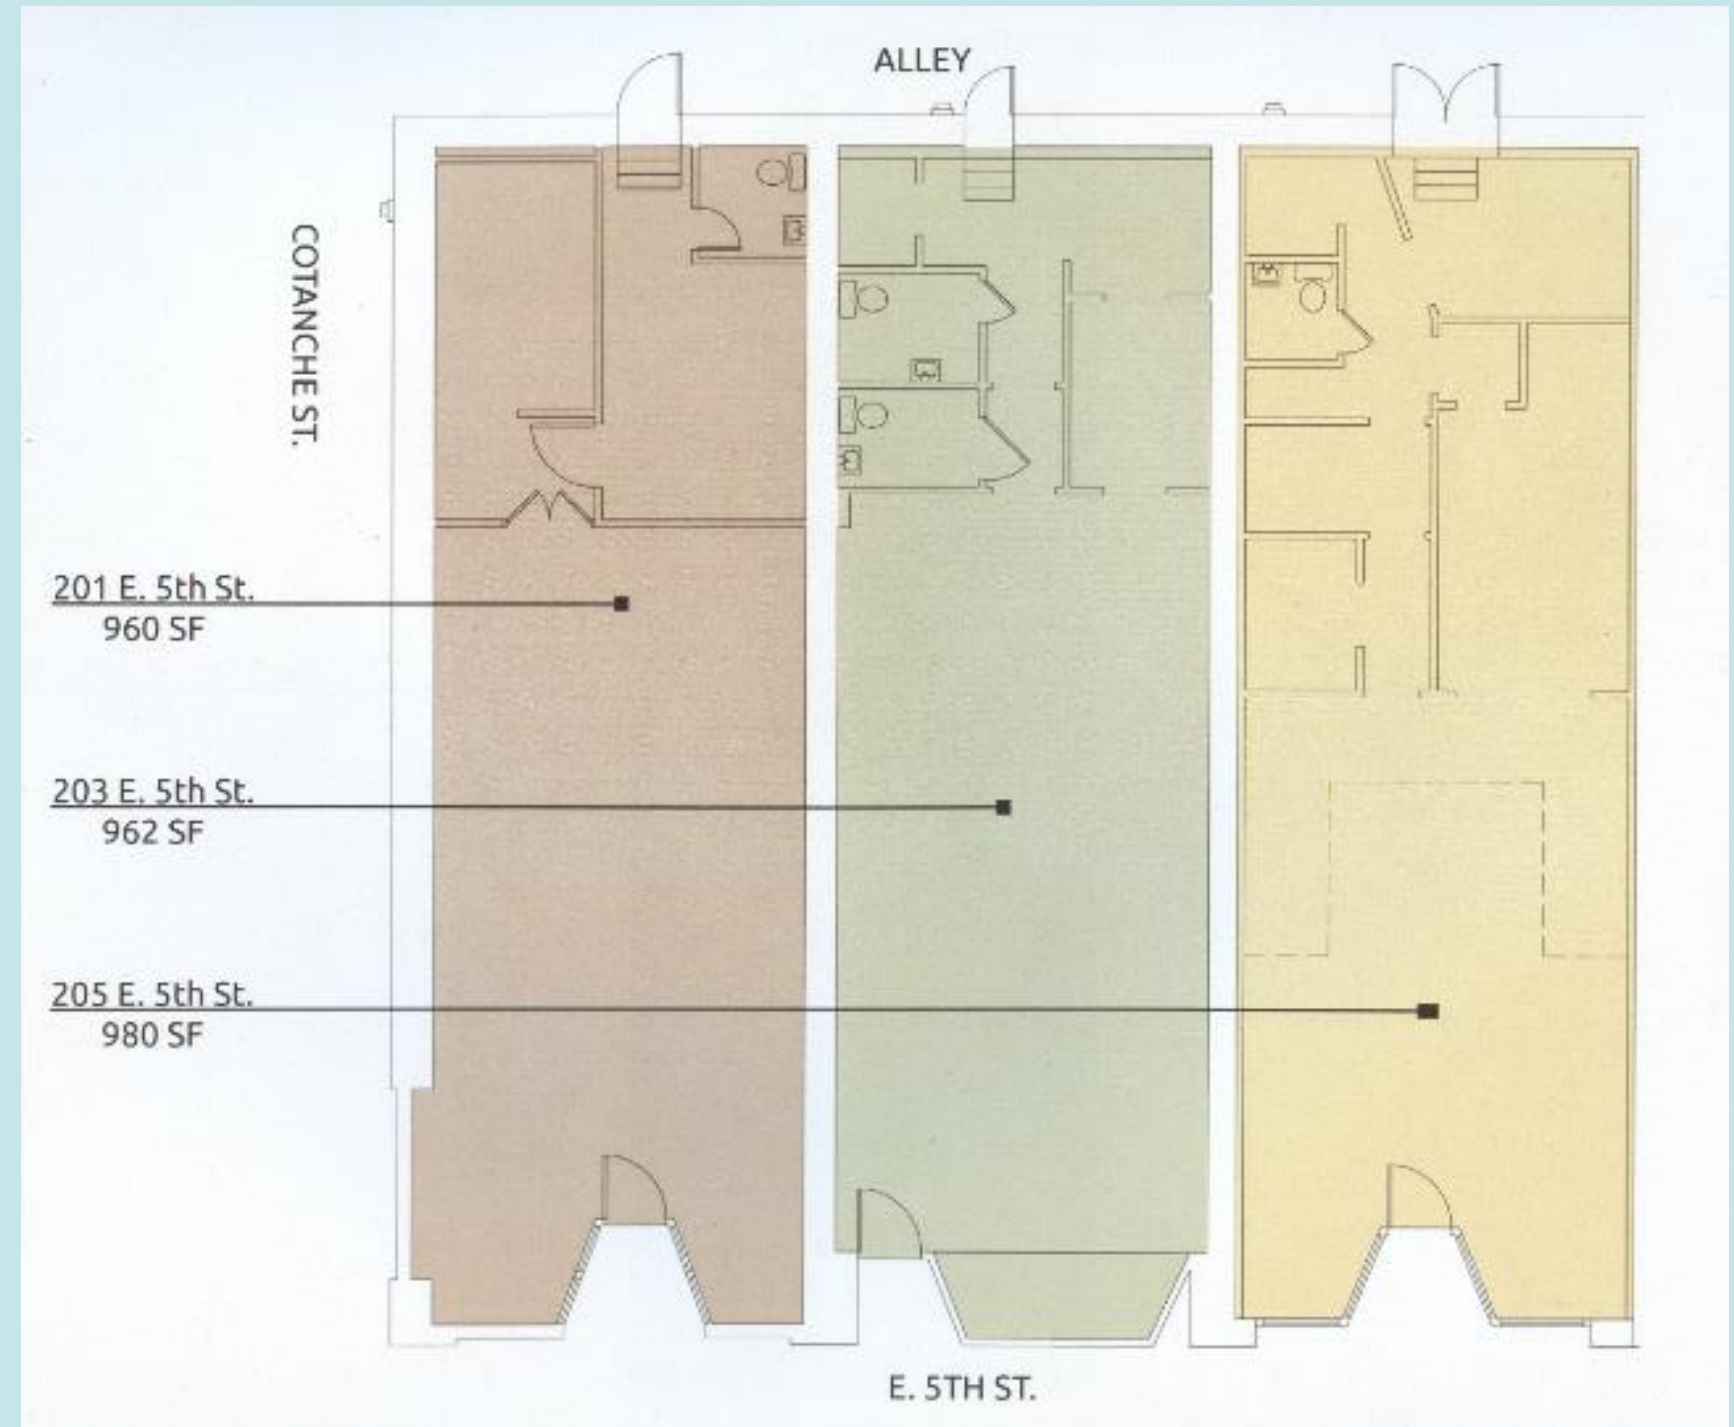 ALLEY
COTANCHE ST.
201 E. 5th St.
960 SF
203 E. 5th St.
962 SF
205 E. 5th St.
980 SF
E. 5TH ST.